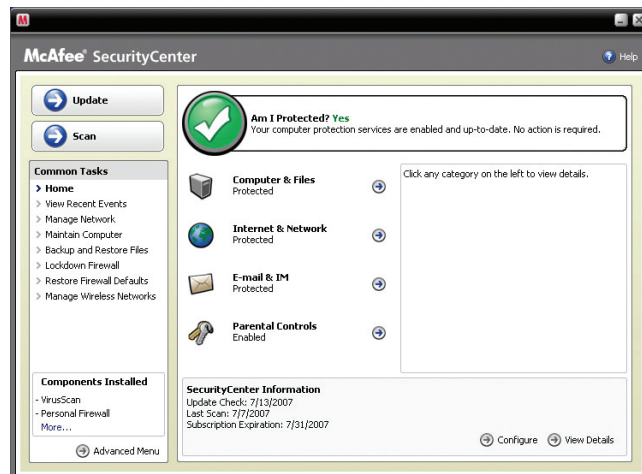 McAfee® SecurityCenter
Help
Update
Scan
Common Tasks
Home
View Recent Events
Manage Network
Maintain Computer
Backup and Restore Files
Lockdown Firewall
Restore Firewall Defaults
Manage Wireless Networks
Components Installed
- VirusScan
- Personal Firewall
More...
Advanced Menu
Am I Protected? Yes
Your computer protection services are enabled and up-to-date. No action is required.
Computer & Files
Protected
Internet & Network
Protected
E-mail & IM
Protected
Parental Controls
Enabled
Click any category on the left to view details.
SecurityCenter Information
Update Check: 7/13/2007
Last Scan: 7/7/2007
Subscription Expiration: 7/31/2007
Configure View Details